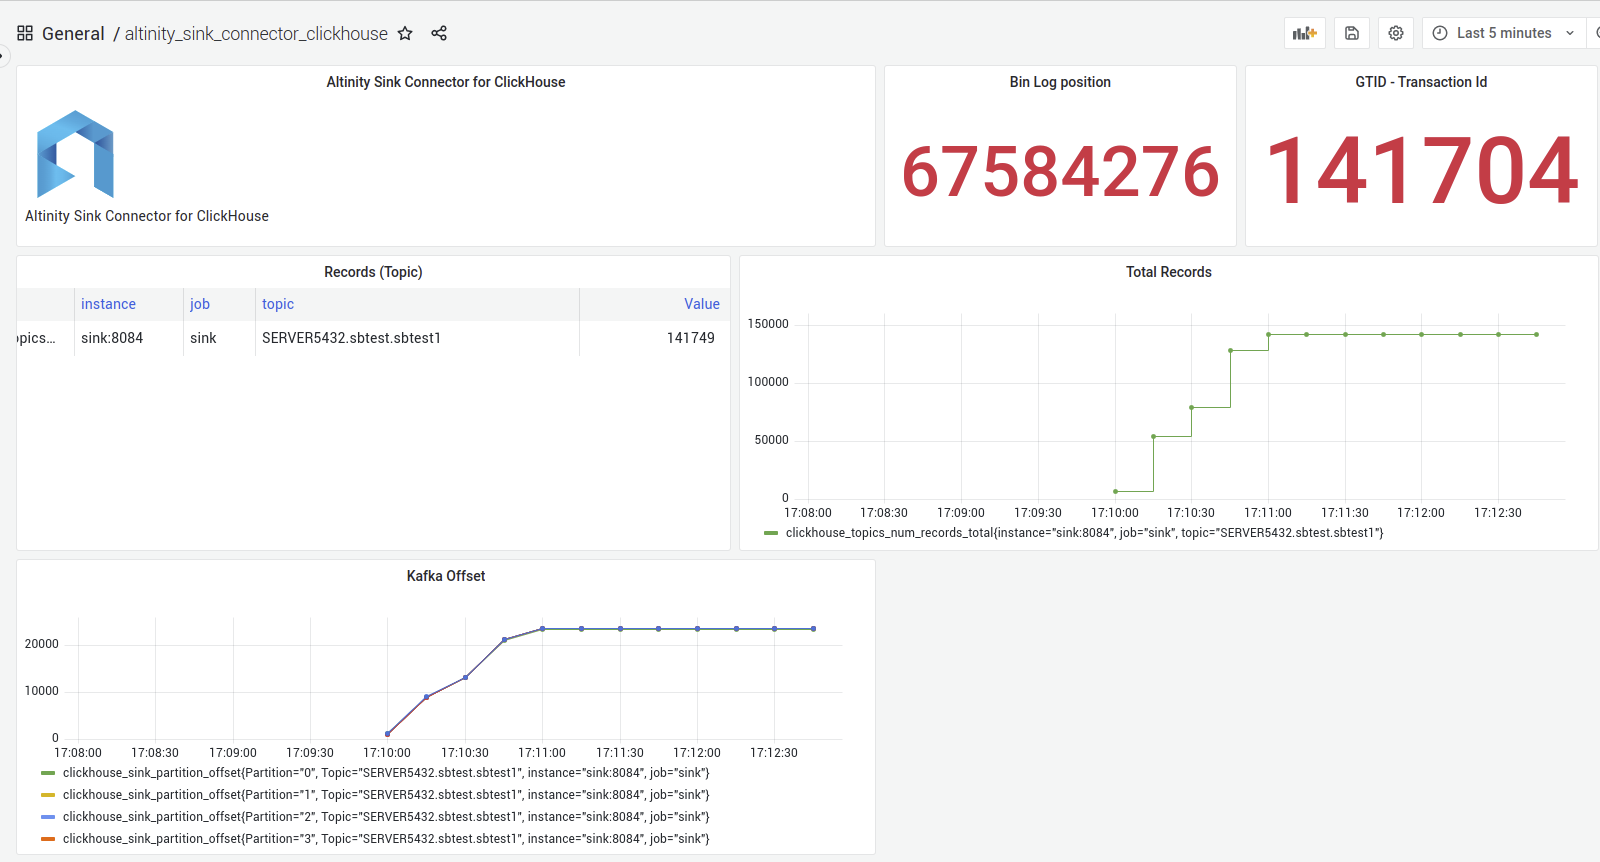 General / altinity_sink_connector_clickhouse
Last 5 minutes
Altinity Sink Connector for ClickHouse
Altinity Sink Connector for ClickHouse
Bin Log position
67584276
GTID - Transaction Id
141704
Records (Topic)
instance job topic Value
opics... sink:8084 sink SERVER5432.sbtest.sbtest1 141749
Total Records
150000
100000
50000
0
17:08:00 17:08:30 17:09:00 17:09:30 17:10:00 17:10:30 17:11:00 17:11:30 17:12:00 17:12:30
clickhouse_topics_num_records_total{instance="sink:8084", job="sink", topic="SERVER5432.sbtest.sbtest1"}
Kafka Offset
20000
10000
0
17:08:00 17:08:30 17:09:00 17:09:30 17:10:00 17:10:30 17:11:00 17:11:30 17:12:00 17:12:30
clickhouse_sink_partition_offset{Partition="0", Topic="SERVER5432.sbtest.sbtest1", instance="sink:8084", job="sink"}
clickhouse_sink_partition_offset{Partition="1", Topic="SERVER5432.sbtest.sbtest1", instance="sink:8084", job="sink"}
clickhouse_sink_partition_offset{Partition="2", Topic="SERVER5432.sbtest.sbtest1", instance="sink:8084", job="sink"}
clickhouse_sink_partition_offset{Partition="3", Topic="SERVER5432.sbtest.sbtest1", instance="sink:8084", job="sink"}